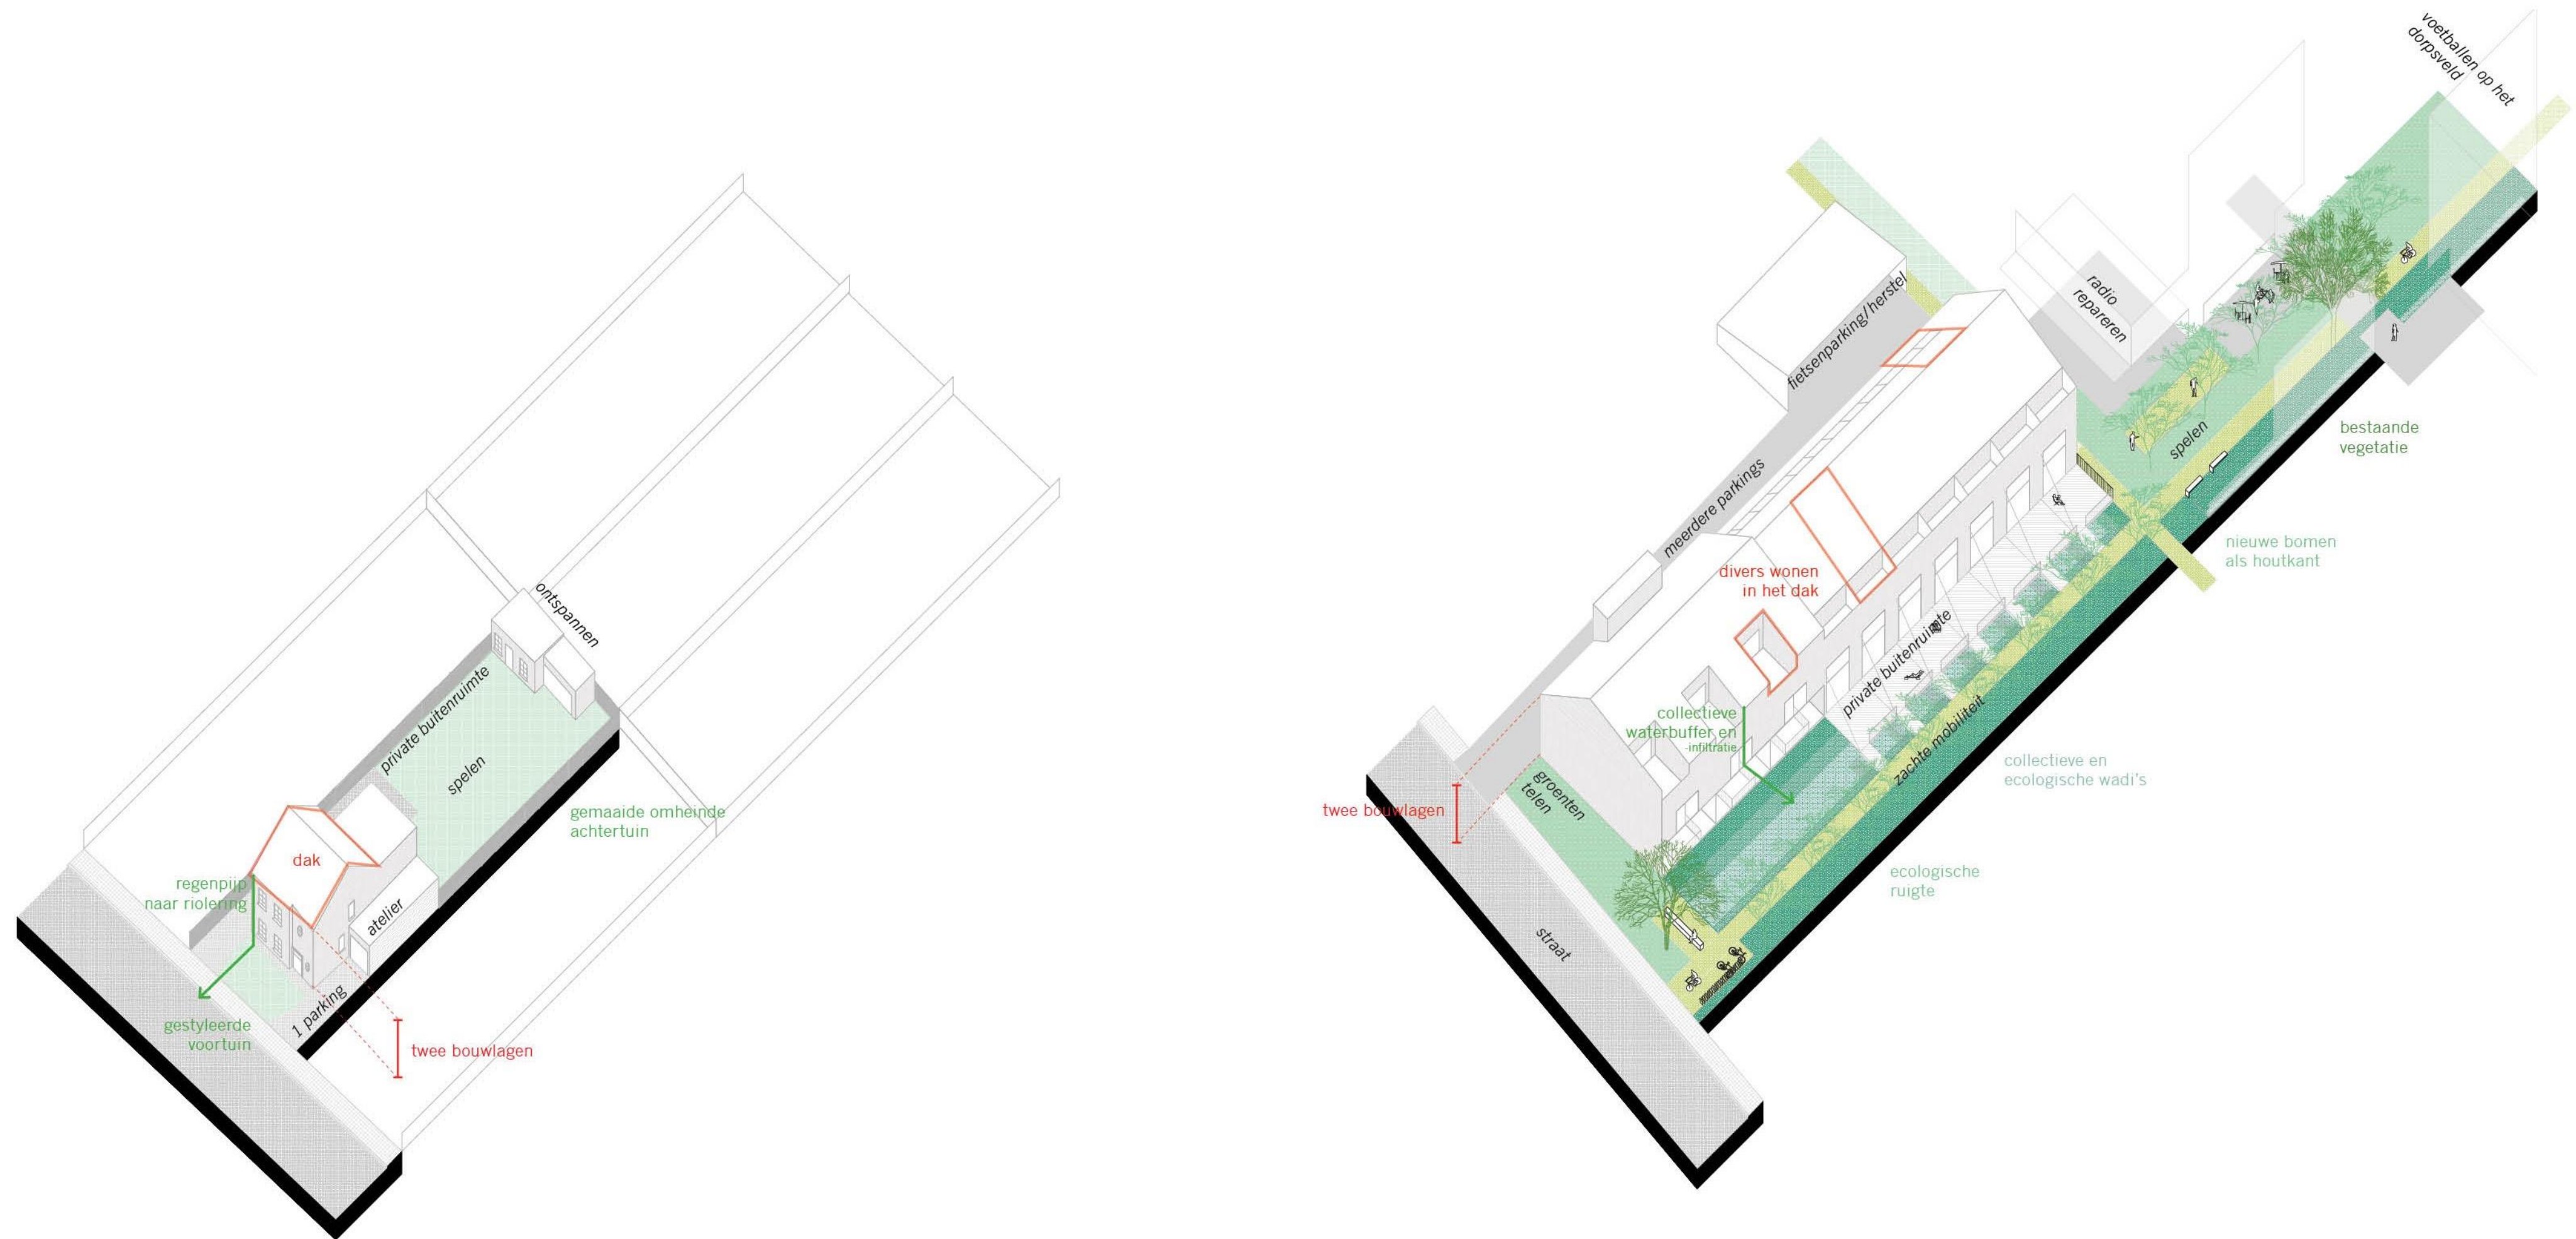 ontspannen
private buitenruimte
spelen
gemaaide omheinde
achtertuin
dak
regenpijp
naar riolering
atelier
1 parking
gestyleerde
voortuin
twee bouwlagen
voetballen op het
dorpsveld
radio
repareren
fietsenparking/herstel
spelen
bestaande
vegetatie
meerdere parkings
nieuwe bomen
als houtkant
divers wonen
in het dak
private buitenruimte
collectieve
waterbuffer en
-infiltratie
zachte mobiliteit
collectieve en
ecologische wadi's
groenten
telen
twee bouwlagen
ecologische
ruigte
straat